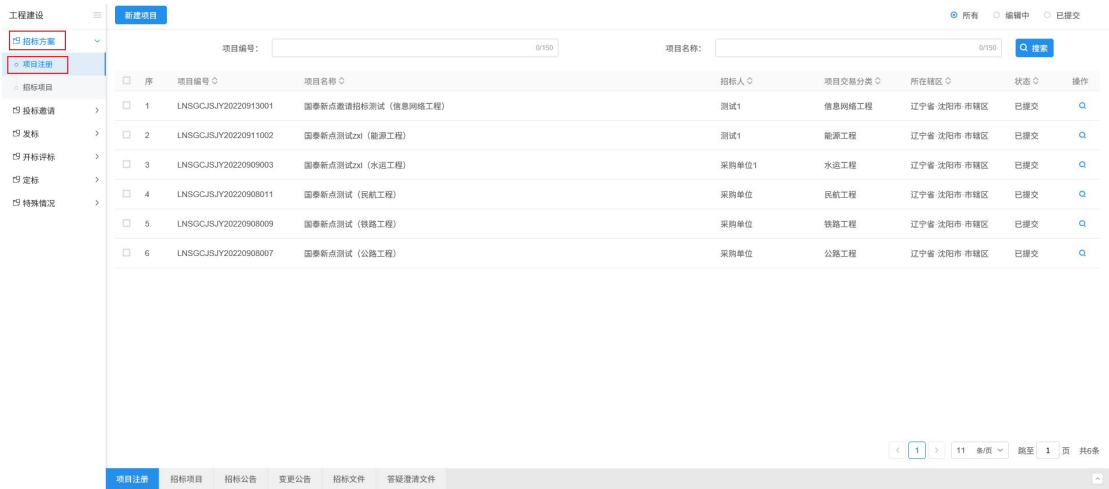 工程建设
新建项目
所有 编辑中 已提交
招标方案
项目注册
招标项目
投标邀请
发标
开标评标
定标
特殊情况
项目编号： 0/150 项目名称： 0/150 搜索
序 项目编号 项目名称 招标人 项目交易分类 所在辖区 状态 操作
1 LNSGCJSJY20220913001 国泰新点邀请招标测试（信息网络工程） 测试1 信息网络工程 辽宁省·沈阳市·市辖区 已提交
2 LNSGCJSJY20220911002 国泰新点测试zxl（能源工程） 测试1 能源工程 辽宁省·沈阳市·市辖区 已提交
3 LNSGCJSJY20220909003 国泰新点测试zxl（水运工程） 采购单位1 水运工程 辽宁省·沈阳市·市辖区 已提交
4 LNSGCJSJY20220908011 国泰新点测试（民航工程） 采购单位 民航工程 辽宁省·沈阳市·市辖区 已提交
5 LNSGCJSJY20220908009 国泰新点测试（铁路工程） 采购单位 铁路工程 辽宁省·沈阳市·市辖区 已提交
6 LNSGCJSJY20220908007 国泰新点测试（公路工程） 采购单位 公路工程 辽宁省·沈阳市·市辖区 已提交
1 11 条/页 跳至 1 页 共6条
项目注册 招标项目 招标公告 变更公告 招标文件 答疑澄清文件